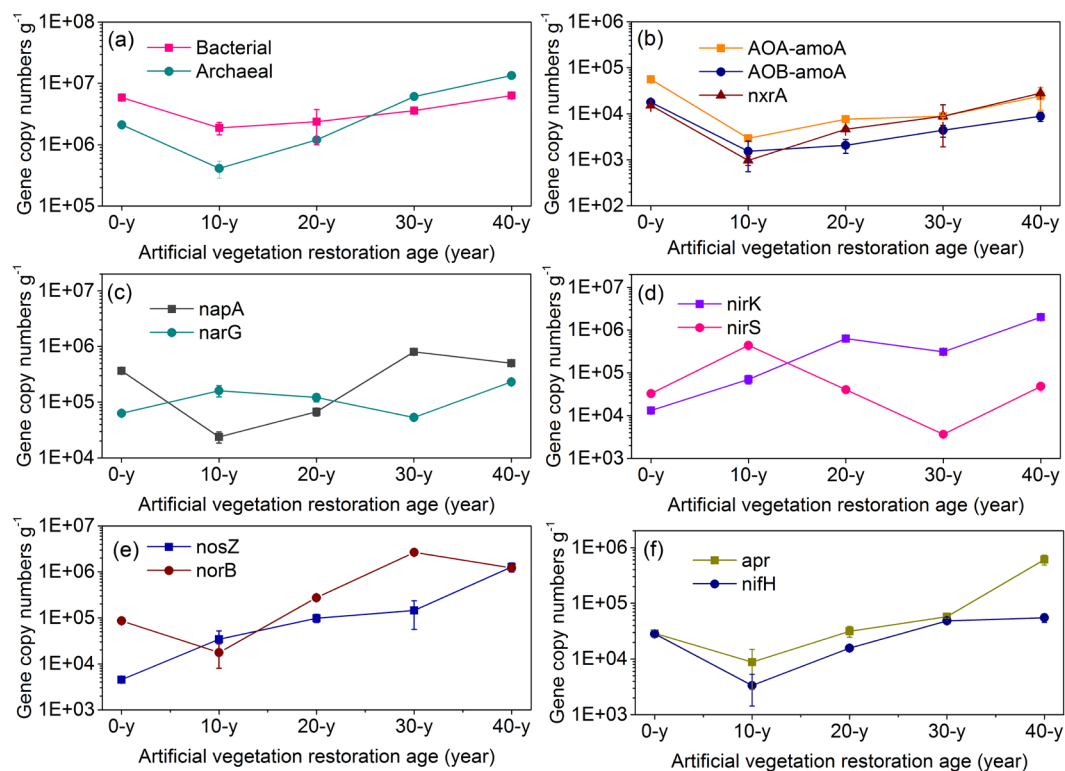 (a)
Bacterial
Archaeal
Gene copy numbers g-1
1E+08
1E+07
1E+06
1E+05
0-y 10-y 20-y 30-y 40-y
Artificial vegetation restoration age (year)
(b)
AOA-amoA
AOB-amoA
nxrA
Gene copy numbers g-1
1E+06
1E+05
1E+04
1E+03
1E+02
0-y 10-y 20-y 30-y 40-y
Artificial vegetation restoration age (year)
(c)
napA
narG
Gene copy numbers g-1
1E+07
1E+06
1E+05
1E+04
0-y 10-y 20-y 30-y 40-y
Artificial vegetation restoration age (year)
(d)
nirK
nirS
Gene copy numbers g-1
1E+07
1E+06
1E+05
1E+04
1E+03
0-y 10-y 20-y 30-y 40-y
Artificial vegetation restoration age (year)
(e)
nosZ
norB
Gene copy numbers g-1
1E+07
1E+06
1E+05
1E+04
1E+03
0-y 10-y 20-y 30-y 40-y
Artificial vegetation restoration age (year)
(f)
apr
nifH
Gene copy numbers g-1
1E+06
1E+05
1E+04
1E+03
0-y 10-y 20-y 30-y 40-y
Artificial vegetation restoration age (year)